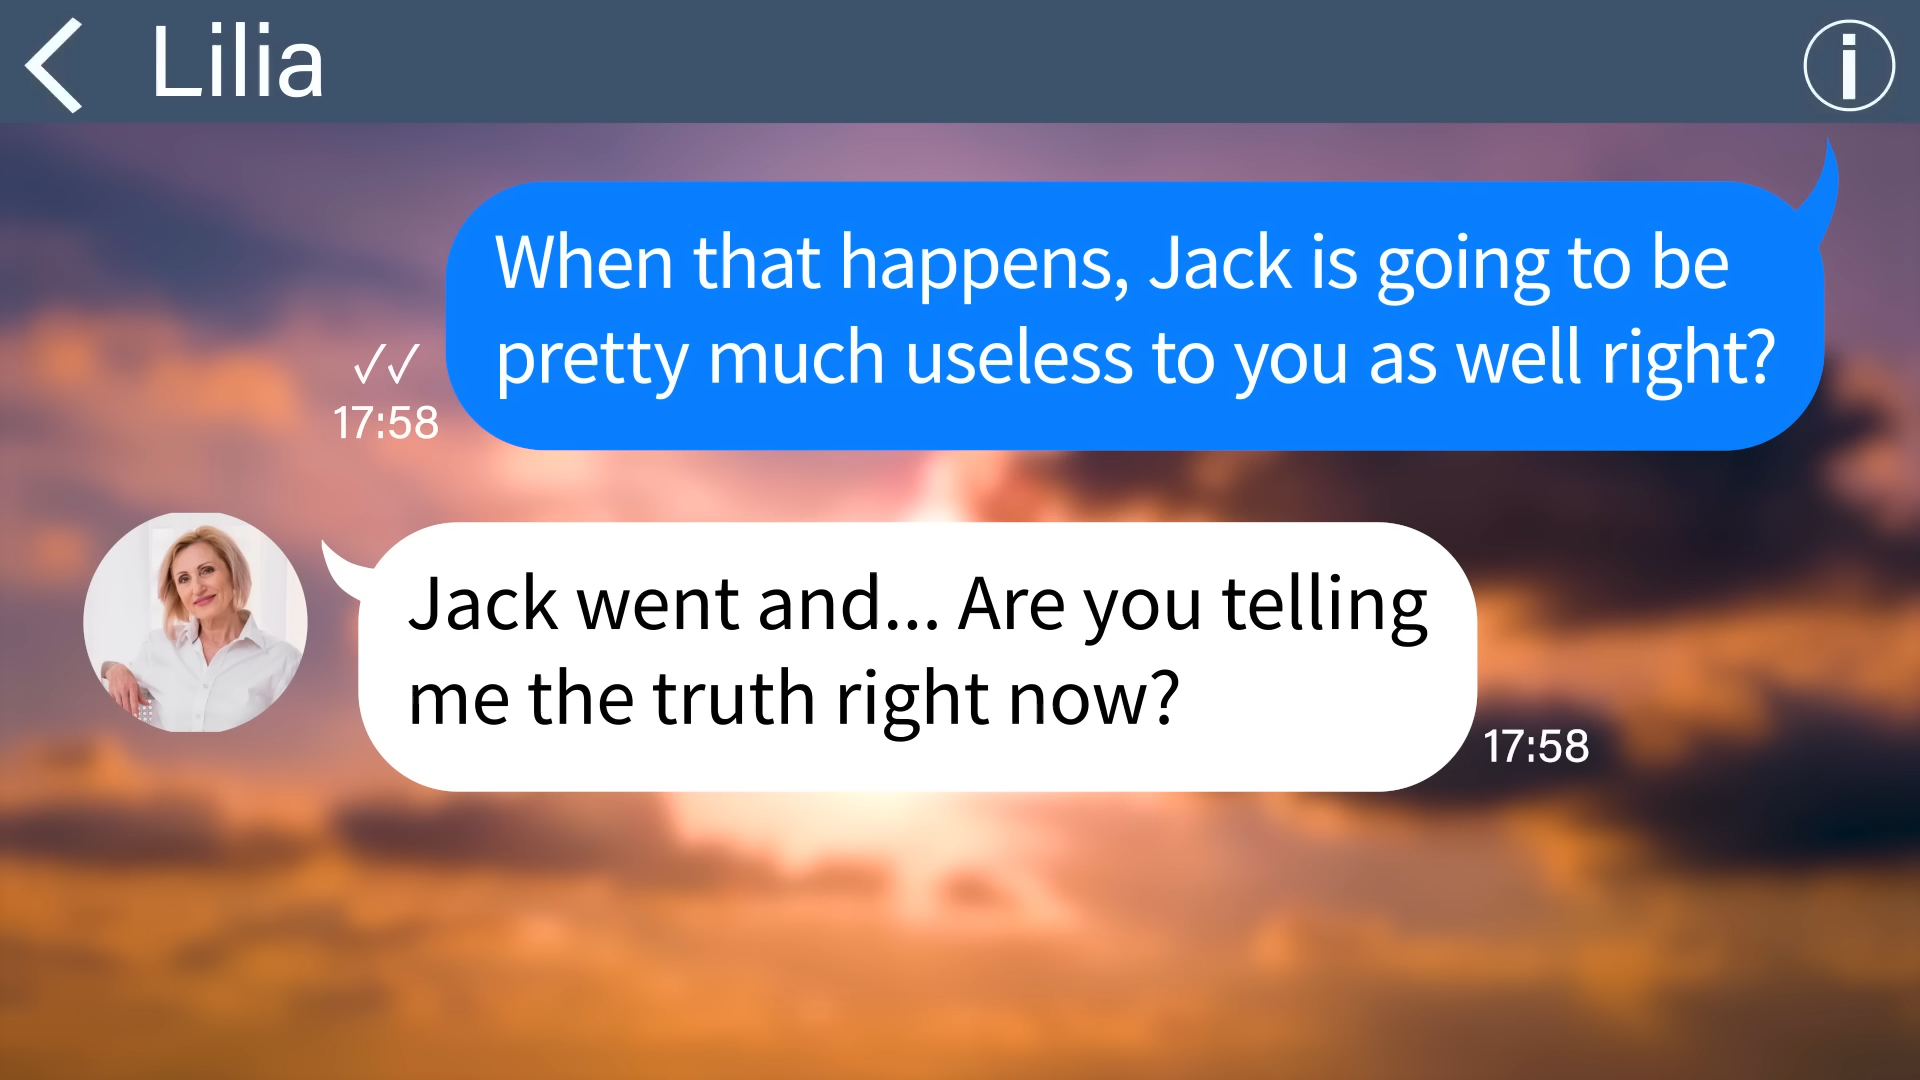 Lilia
When that happens, Jack is going to be
pretty much useless to you as well right?
✓✓
17:58
Jack went and... Are you telling
me the truth right now?
17:58